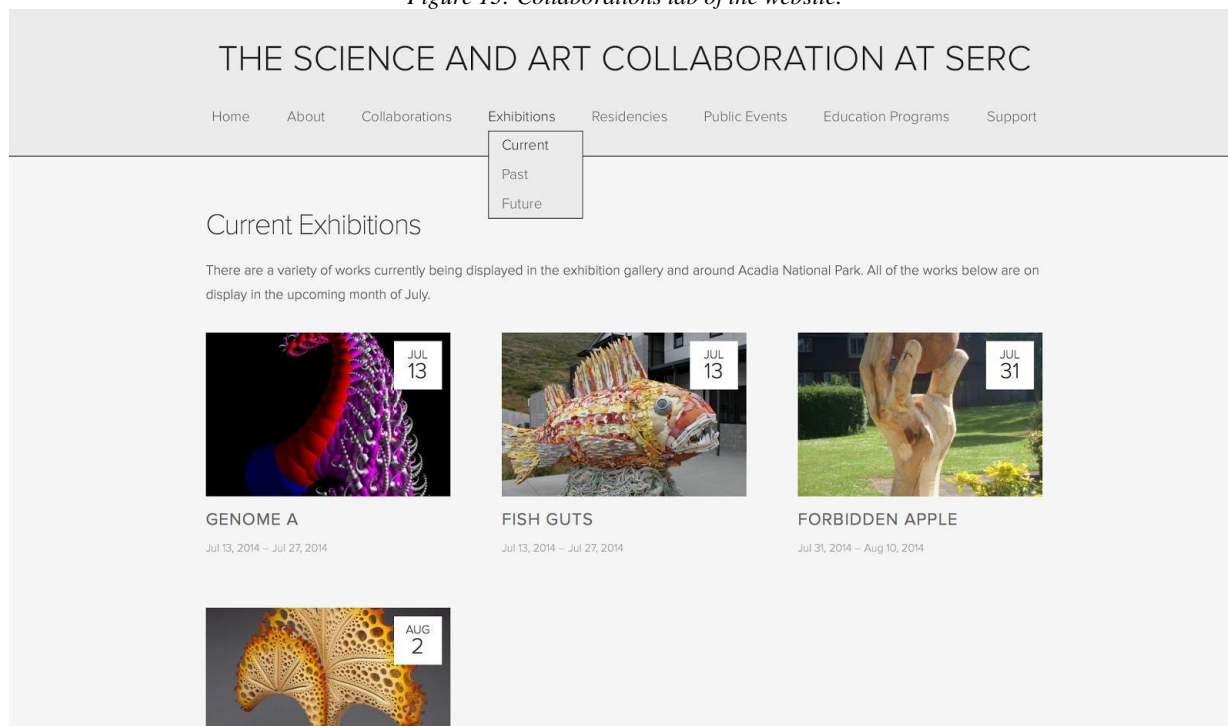 Figure 13: Collaborations tab of the website.
THE SCIENCE AND ART COLLABORATION AT SERC
Home About Collaborations Exhibitions Residencies Public Events Education Programs Support
Current
Past
Future
Current Exhibitions
There are a variety of works currently being displayed in the exhibition gallery and around Acadia National Park. All of the works below are on
display in the upcoming month of July.
JUL
13
JUL
13
JUL
31
GENOME A
Jul 13, 2014 – Jul 27, 2014
FISH GUTS
Jul 13, 2014 – Jul 27, 2014
FORBIDDEN APPLE
Jul 31, 2014 – Aug 10, 2014
AUG
2